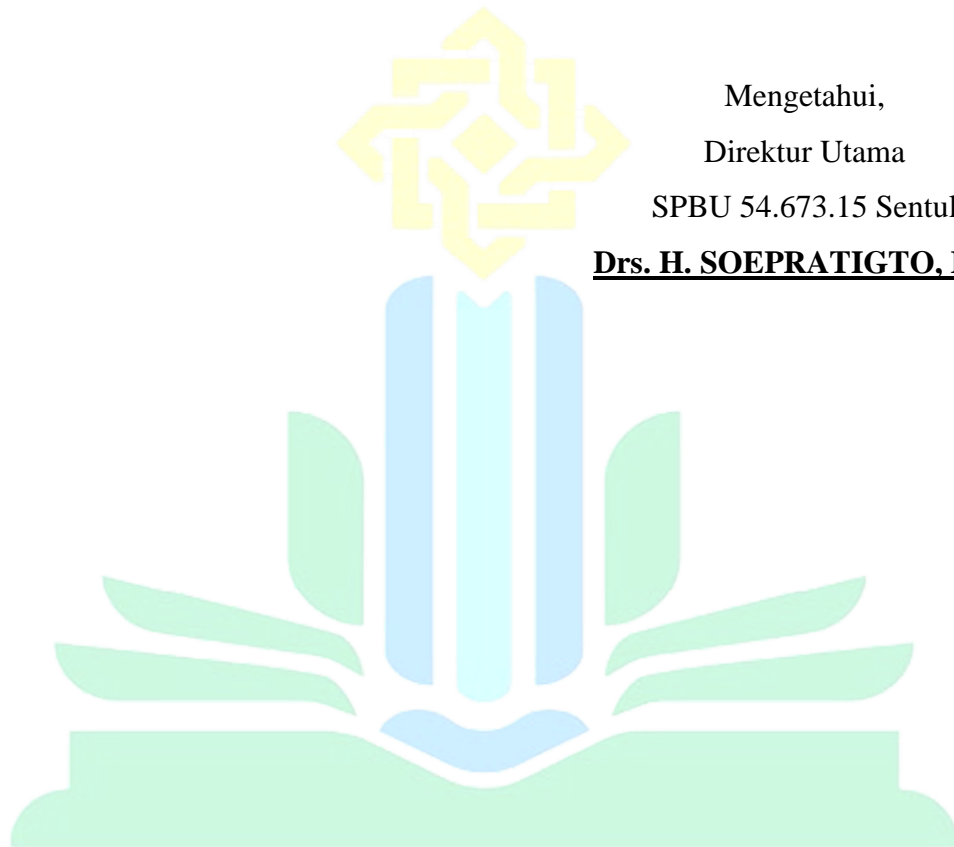 Mengetahui,
Direktur Utama
SPBU 54.673.15 Sentul
Drs. H. SOEPRATIGTO,